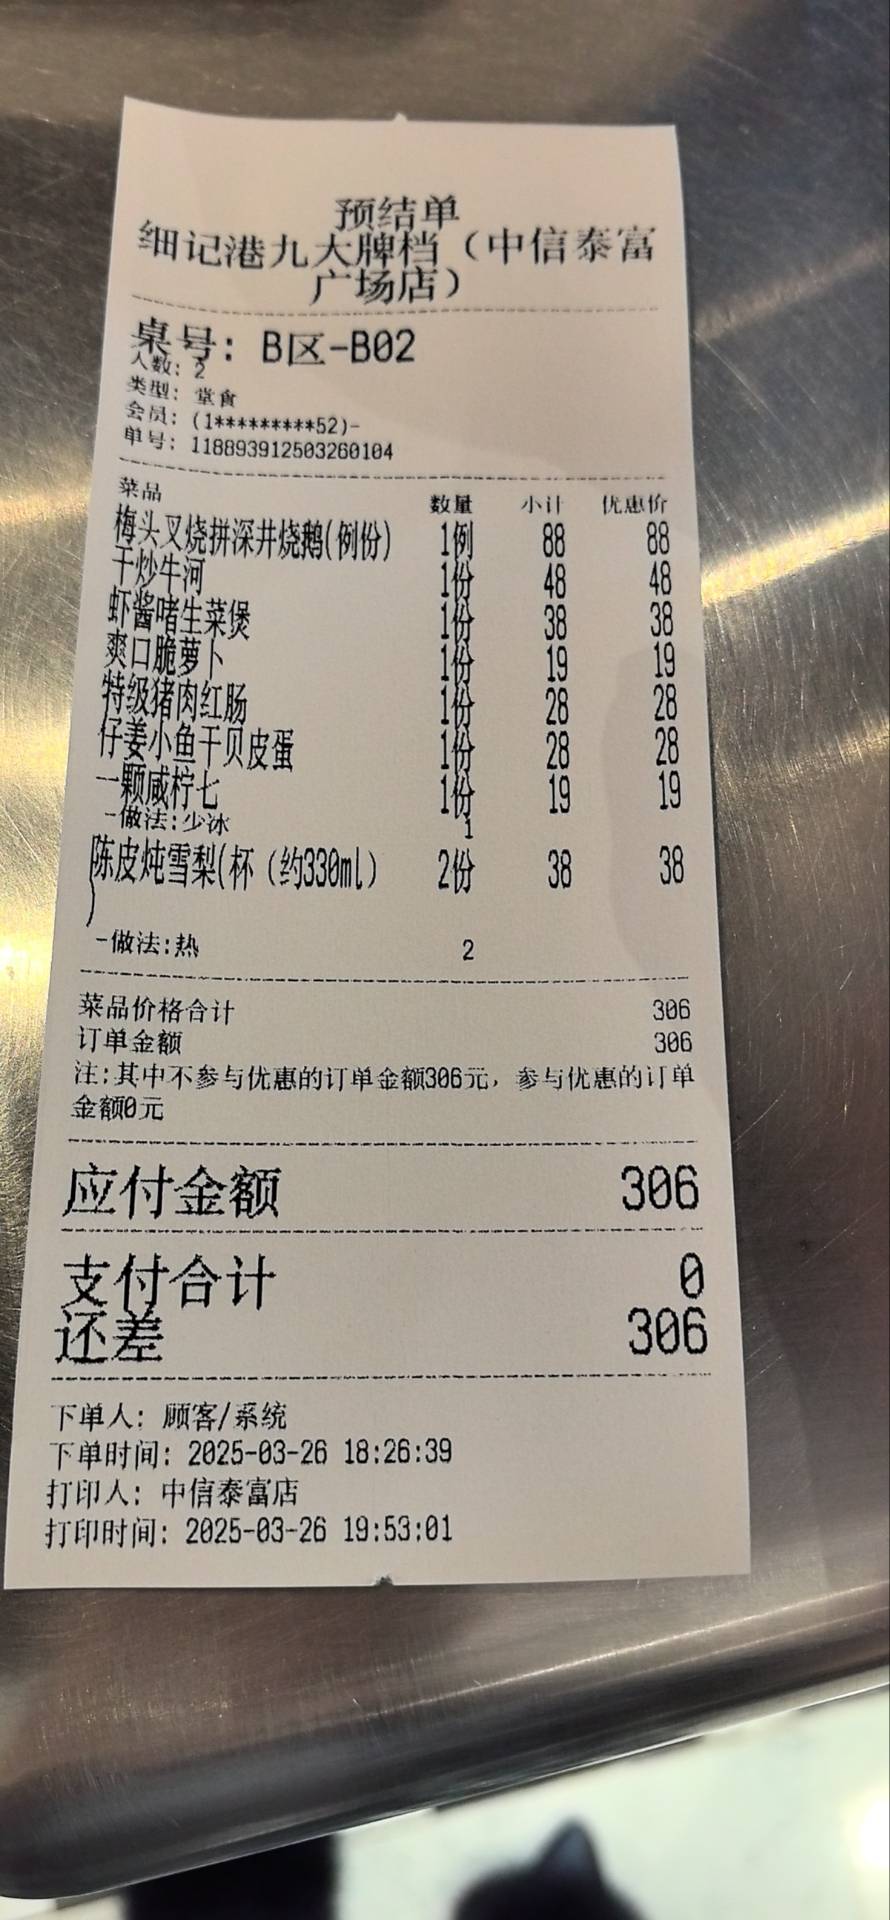 预结单
细记港九大牌档（中信泰富
广场店）
桌号: B区-B02
人数: 2
类型: 堂食
会员: (1*********52)-
单号: 118893912503260104
菜品 数量 小计 优惠价
梅头叉烧拼深井烧鹅(例份) 1例 88 88
干炒牛河 1份 48 48
虾酱啫生菜煲 1份 38 38
爽口脆萝卜 1份 19 19
特级猪肉红肠 1份 28 28
仔姜小鱼干贝皮蛋 1份 28 28
一颗咸柠七 1份 19 19
-做法:少冰 1
陈皮炖雪梨(杯（约330ml） 2份 38 38
)
-做法:热 2
菜品价格合计 306
订单金额 306
注:其中不参与优惠的订单金额306元，参与优惠的订单
金额0元
应付金额 306
支付合计 0
还差 306
下单人: 顾客/系统
下单时间: 2025-03-26 18:26:39
打印人: 中信泰富店
打印时间: 2025-03-26 19:53:01